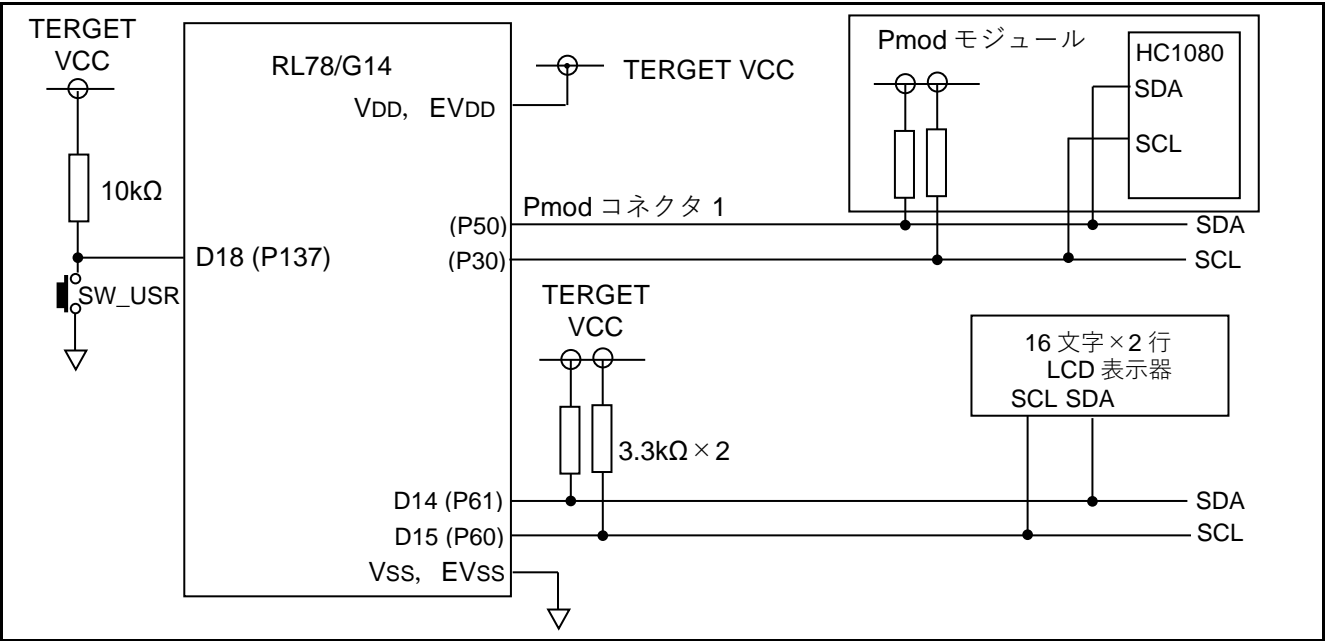 TERGET
VCC
10kΩ
SW_USR
RL78/G14
VDD, EVDD
TERGET VCC
D18 (P137)
(P50)
(P30)
Pmod コネクタ 1
Pmod モジュール
HC1080
SDA
SCL
SDA
SCL
TERGET
VCC
3.3kΩ×2
16 文字×2 行
LCD 表示器
SCL SDA
D14 (P61)
D15 (P60)
SDA
SCL
VSS, EVSS